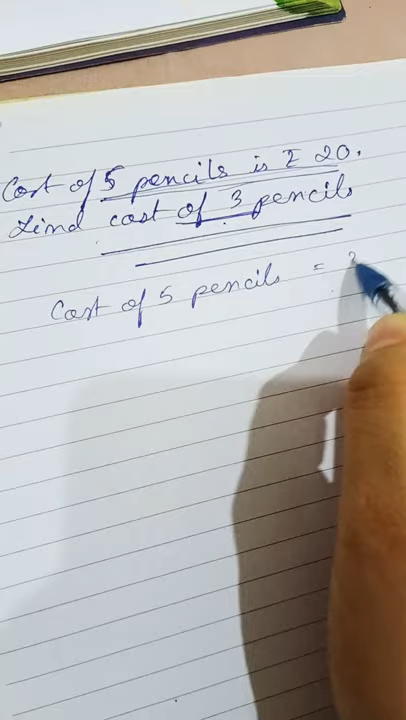 Cost of 5 pencils is ₹ 20.
Find cost of 3 pencils
Cost of 5 pencils =